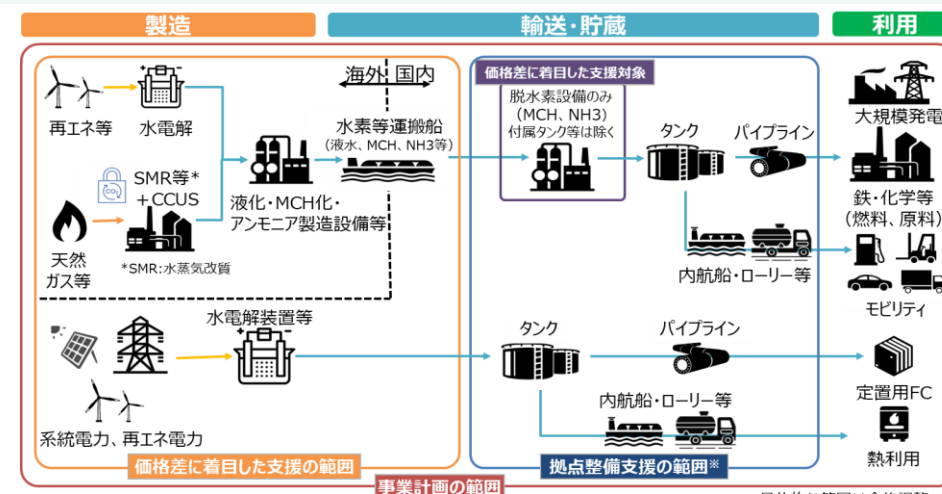 製造
輸送・貯蔵
利用
海外 国内
価格差に着目した支援対象
脱水素設備のみ
(MCH、NH3)
付属タンク等は除く
再エネ等
水電解
水素等運搬船
(液水、MCH、NH3等)
タンク
パイプライン
大規模発電
CO2
SMR等*
+CCUS
液化・MCH化・
アンモニア製造設備等
鉄・化学等
(燃料、原料)
天然
ガス等
*SMR:水蒸気改質
内航船・ローリー等
モビリティ
水電解装置等
タンク
パイプライン
定置用FC
内航船・ローリー等
系統電力、再エネ電力
熱利用
価格差に着目した支援の範囲
拠点整備支援の範囲※
事業計画の範囲